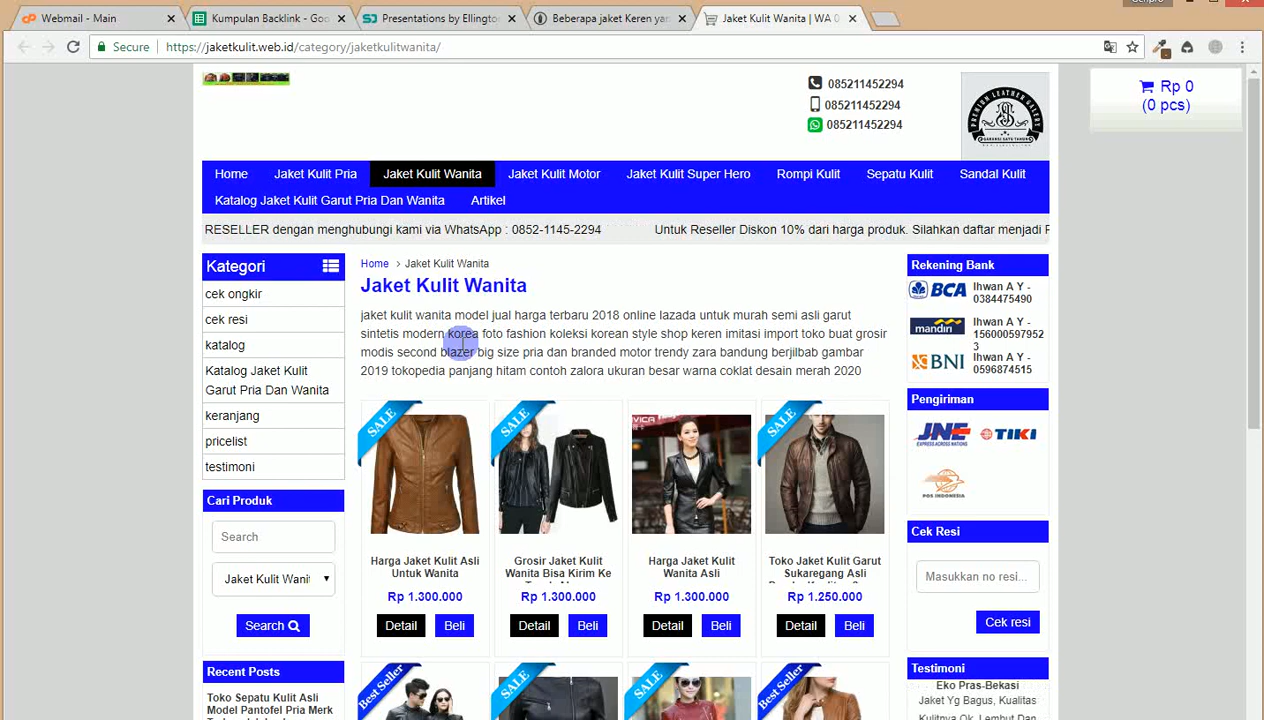 Webmail - Main
Kumpulan Backlink - Goo
Presentations by Ellingto
Beberapa jaket Keren yan
Jaket Kulit Wanita | WA 0
Secure
https://jaketkulit.web.id/category/jaketkulitwanita/
085211452294
085211452294
085211452294
PREMIUM LEATHER GALERY
Rp 0
(0 pcs)
Home
Jaket Kulit Pria
Jaket Kulit Wanita
Jaket Kulit Motor
Jaket Kulit Super Hero
Rompi Kulit
Sepatu Kulit
Sandal Kulit
Katalog Jaket Kulit Garut Pria Dan Wanita
Artikel
RESELLER dengan menghubungi kami via WhatsApp : 0852-1145-2294
Untuk Reseller Diskon 10% dari harga produk. Silahkan daftar menjadi
Kategori
cek ongkir
cek resi
katalog
Katalog Jaket Kulit
Garut Pria Dan Wanita
keranjang
pricelist
testimoni
Cari Produk
Search
Jaket Kulit Wanit
Search
Recent Posts
Toko Sepatu Kulit Asli
Model Pantofel Pria Merk
Home › Jaket Kulit Wanita
Jaket Kulit Wanita
jaket kulit wanita model jual harga terbaru 2018 online lazada untuk murah semi asli garut
sintetis modern korea foto fashion koleksi korean style shop keren imitasi import toko buat grosir
modis second blazer big size pria dan branded motor trendy zara bandung berjilbab gambar
2019 tokopedia panjang hitam contoh zalora ukuran besar warna coklat desain merah 2020
SALE
Harga Jaket Kulit Asli
Untuk Wanita
Rp 1.300.000
Detail
Beli
SALE
Grosir Jaket Kulit
Wanita Bisa Kirim Ke
Rp 1.300.000
Detail
Beli
Harga Jaket Kulit
Wanita Asli
Rp 1.300.000
Detail
Beli
SALE
Toko Jaket Kulit Garut
Sukaregang Asli
Rp 1.250.000
Detail
Beli
Best Seller
SALE
SALE
Best Seller
Rekening Bank
BCA
Ihwan A Y -
0384475490
mandiri
Ihwan A Y -
156000597952
3
BNI
Ihwan A Y -
0596874515
Pengiriman
JNE
EXPRESS ACROSS NATIONS
TIKI
POS INDONESIA
Cek Resi
Masukkan no resi...
Cek resi
Testimoni
Eko Pras-Bekasi
Jaket Yg Bagus, Kualitas
Kulitnya Ok, Lembut Dan